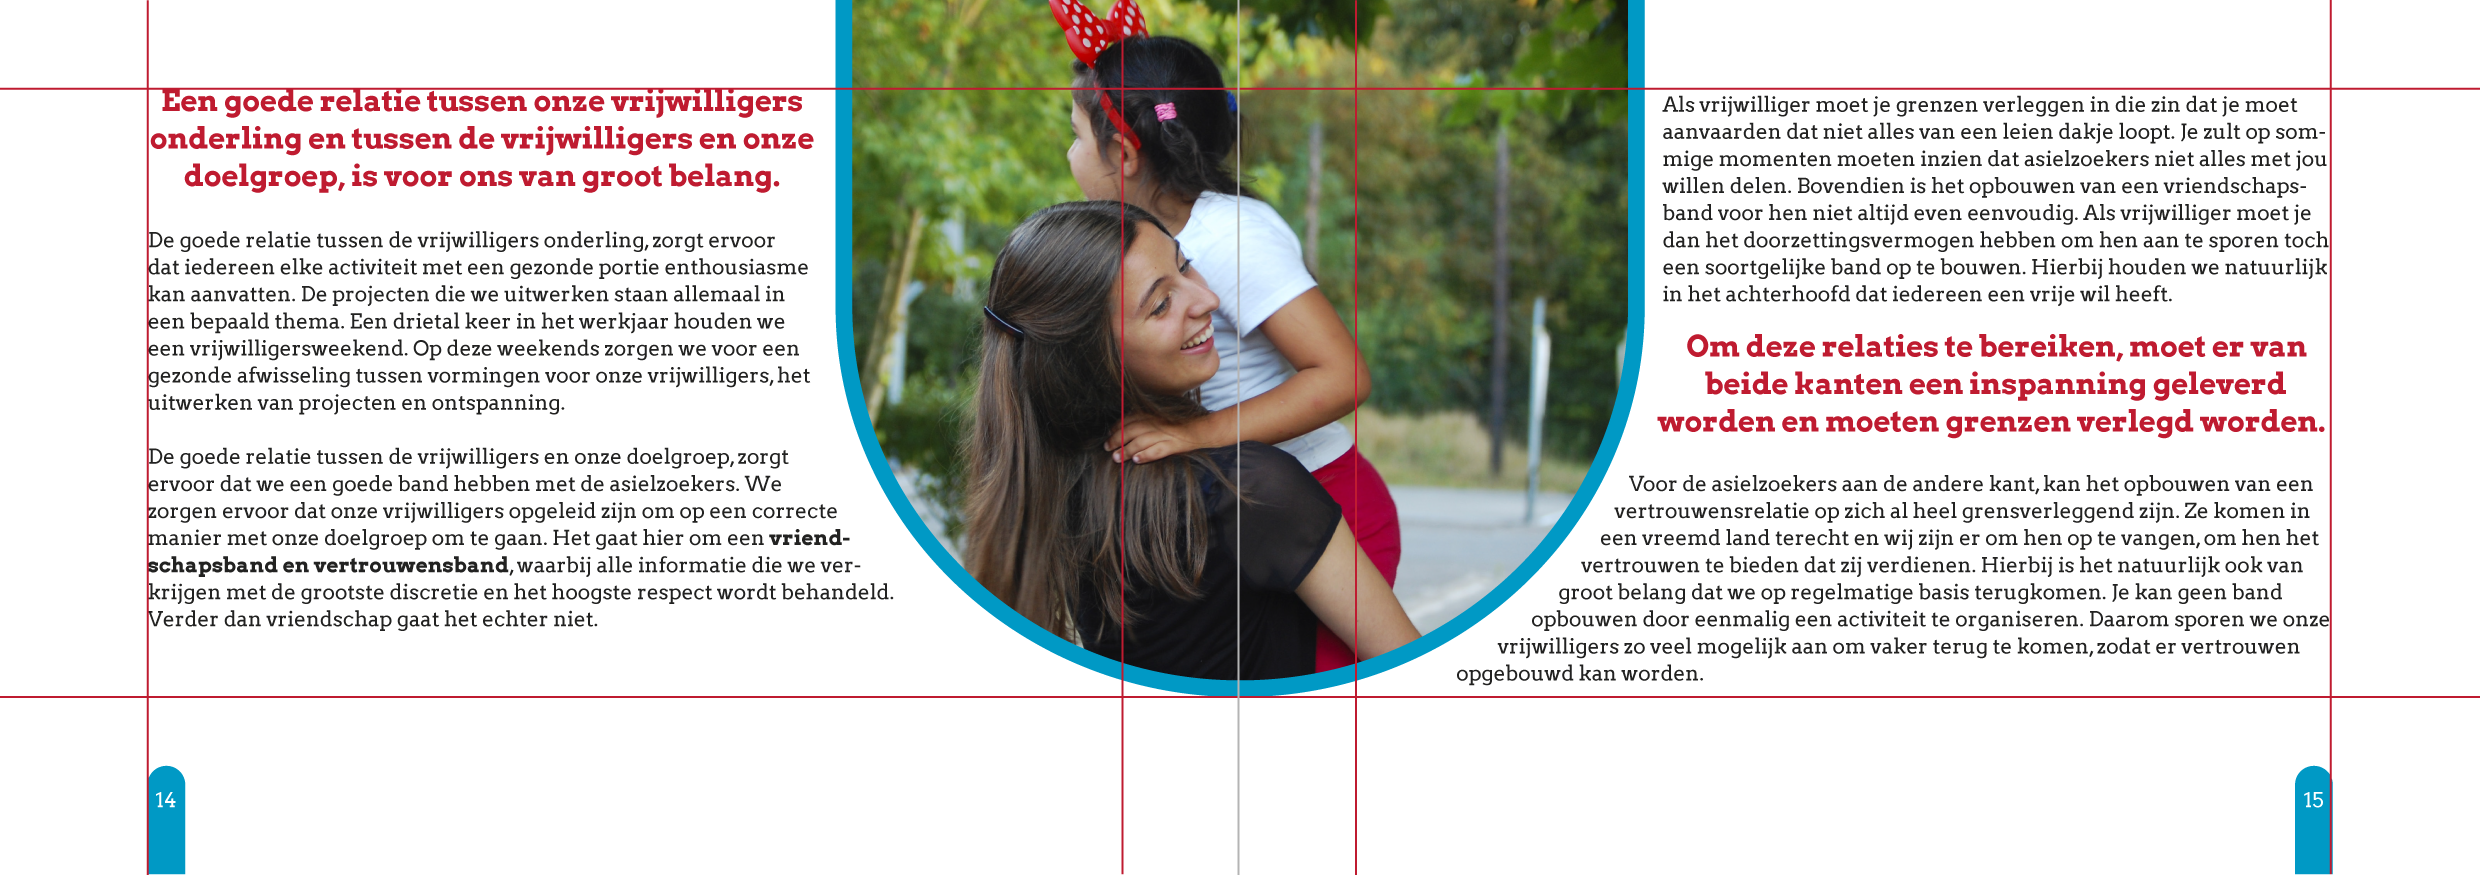 Een goede relatie tussen onze vrijwilligers
onderling en tussen de vrijwilligers en onze
doelgroep, is voor ons van groot belang.
De goede relatie tussen de vrijwilligers onderling, zorgt ervoor
dat iedereen elke activiteit met een gezonde portie enthousiasme
kan aanvatten. De projecten die we uitwerken staan allemaal in
een bepaald thema. Een drietal keer in het werkjaar houden we
een vrijwilligersweekend. Op deze weekends zorgen we voor een
gezonde afwisseling tussen vormingen voor onze vrijwilligers, het
uitwerken van projecten en ontspanning.
De goede relatie tussen de vrijwilligers en onze doelgroep, zorgt
ervoor dat we een goede band hebben met de asielzoekers. We
zorgen ervoor dat onze vrijwilligers opgeleid zijn om op een correcte
manier met onze doelgroep om te gaan. Het gaat hier om een vriend-
schapsband en vertrouwensband, waarbij alle informatie die we ver-
krijgen met de grootste discretie en het hoogste respect wordt behandeld.
Verder dan vriendschap gaat het echter niet.
14
Als vrijwilliger moet je grenzen verleggen in die zin dat je moet
aanvaarden dat niet alles van een leien dakje loopt. Je zult op som-
mige momenten moeten inzien dat asielzoekers niet alles met jou
willen delen. Bovendien is het opbouwen van een vriendschaps-
band voor hen niet altijd even eenvoudig. Als vrijwilliger moet je
dan het doorzettingsvermogen hebben om hen aan te sporen toch
een soortgelijke band op te bouwen. Hierbij houden we natuurlijk
in het achterhoofd dat iedereen een vrije wil heeft.
Om deze relaties te bereiken, moet er van
beide kanten een inspanning geleverd
worden en moeten grenzen verlegd worden.
Voor de asielzoekers aan de andere kant, kan het opbouwen van een
vertrouwensrelatie op zich al heel grensverleggend zijn. Ze komen in
een vreemd land terecht en wij zijn er om hen op te vangen, om hen het
vertrouwen te bieden dat zij verdienen. Hierbij is het natuurlijk ook van
groot belang dat we op regelmatige basis terugkomen. Je kan geen band
opbouwen door eenmalig een activiteit te organiseren. Daarom sporen we onze
vrijwilligers zo veel mogelijk aan om vaker terug te komen, zodat er vertrouwen
opgebouwd kan worden.
15